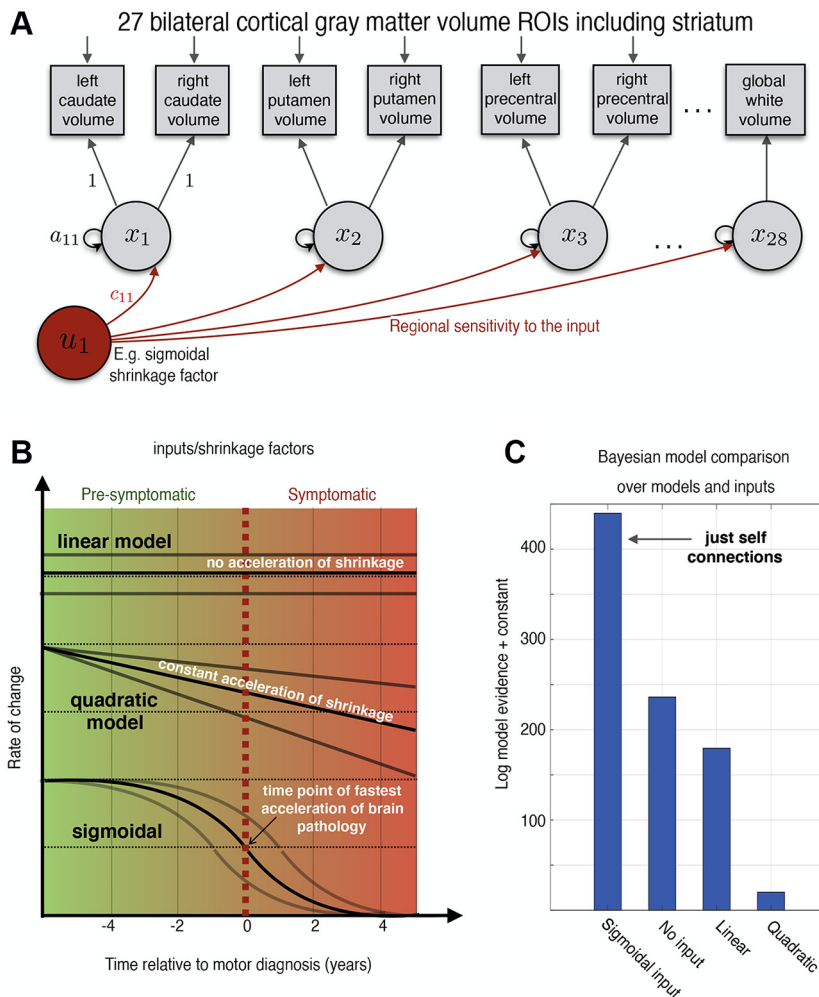 A
27 bilateral cortical gray matter volume ROIs including striatum
left
caudate
volume
right
caudate
volume
left
putamen
volume
right
putamen
volume
left
precentral
volume
right
precentral
volume
...
global
white
volume
1
1
a11
x1
x2
x3
...
x28
c11
u1
E.g. sigmoidal
shrinkage factor
Regional sensitivity to the input
B
inputs/shrinkage factors
Pre-symptomatic
Symptomatic
linear model
no acceleration of shrinkage
constant acceleration of shrinkage
quadratic
model
time point of fastest
acceleration of brain
pathology
sigmoidal
Rate of change
-4
-2
0
2
4
Time relative to motor diagnosis (years)
C
Bayesian model comparison
over models and inputs
just self
connections
400
300
200
100
Log model evidence + constant
Sigmoidal input
No input
Linear
Quadratic